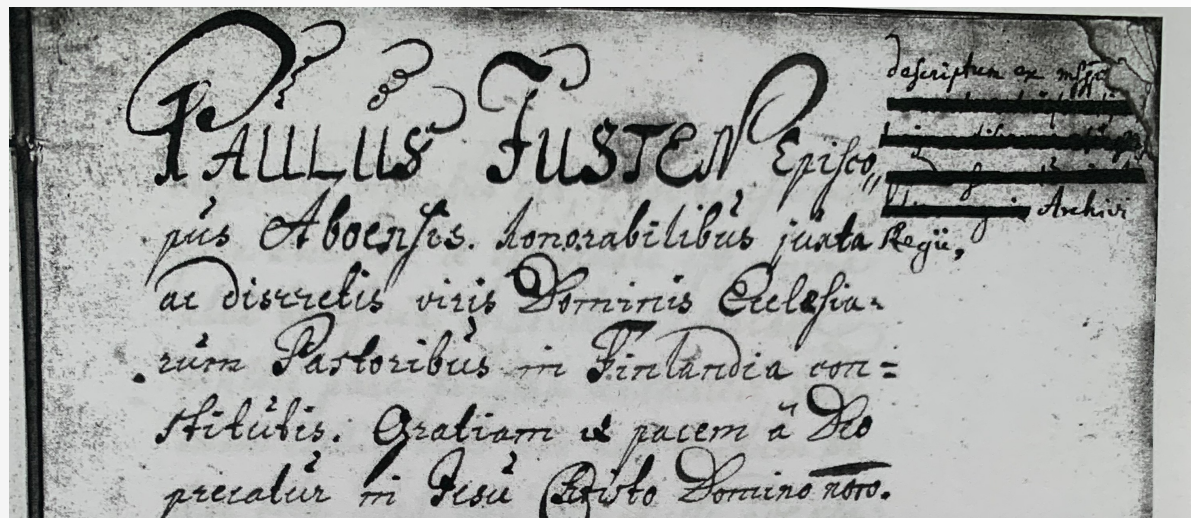 PAULUS JUSTEN Episco„
pus Aboensis. honorabilibus juxta
ac discretis viris Dominis Ecclesia=
rum Pastoribus in Finlandia con=
stitutis. Gratiam et pacem â Deo
precatur in Jesu Christo Domino nr̅o.
descriptum ex
Archivi
Regii,